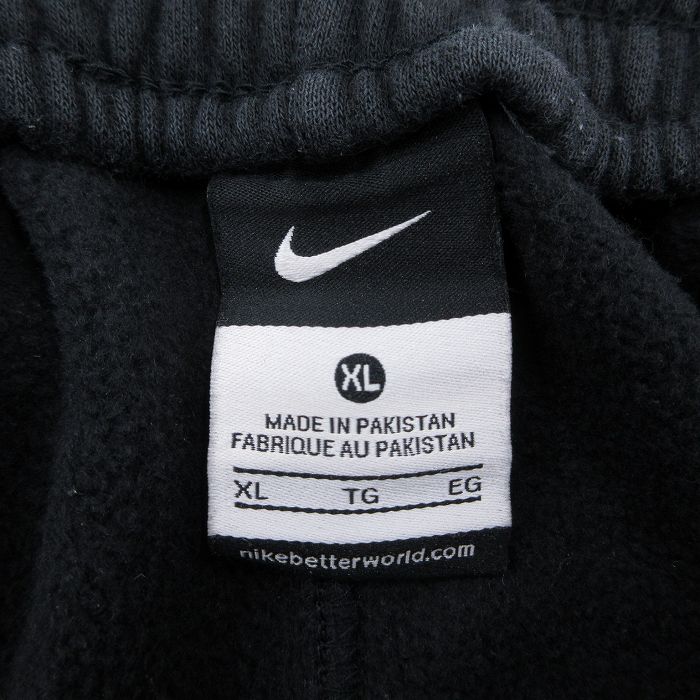 XL
MADE IN PAKISTAN
FABRIQUE AU PAKISTAN
XL TG EG
nikebetterworld.com